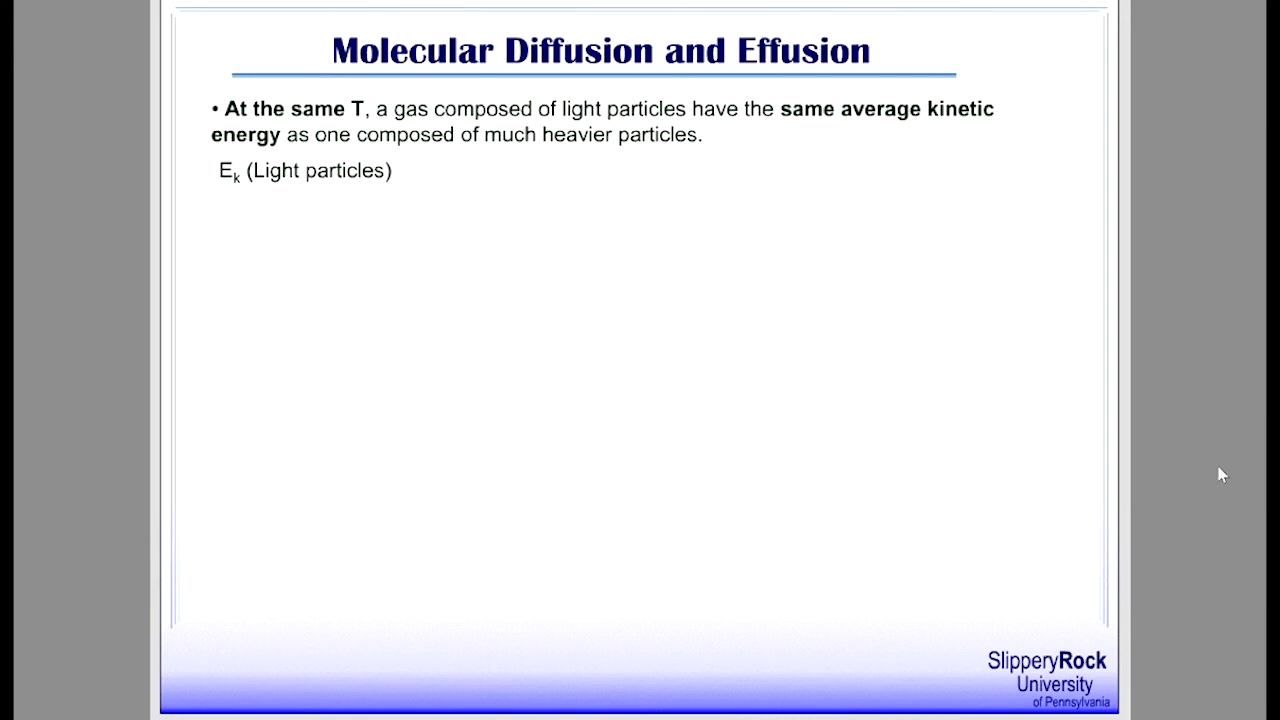 Molecular Diffusion and Effusion
• At the same T, a gas composed of light particles have the same average kinetic
energy as one composed of much heavier particles.
Eₖ (Light particles)
SlipperyRock
University
of Pennsylvania